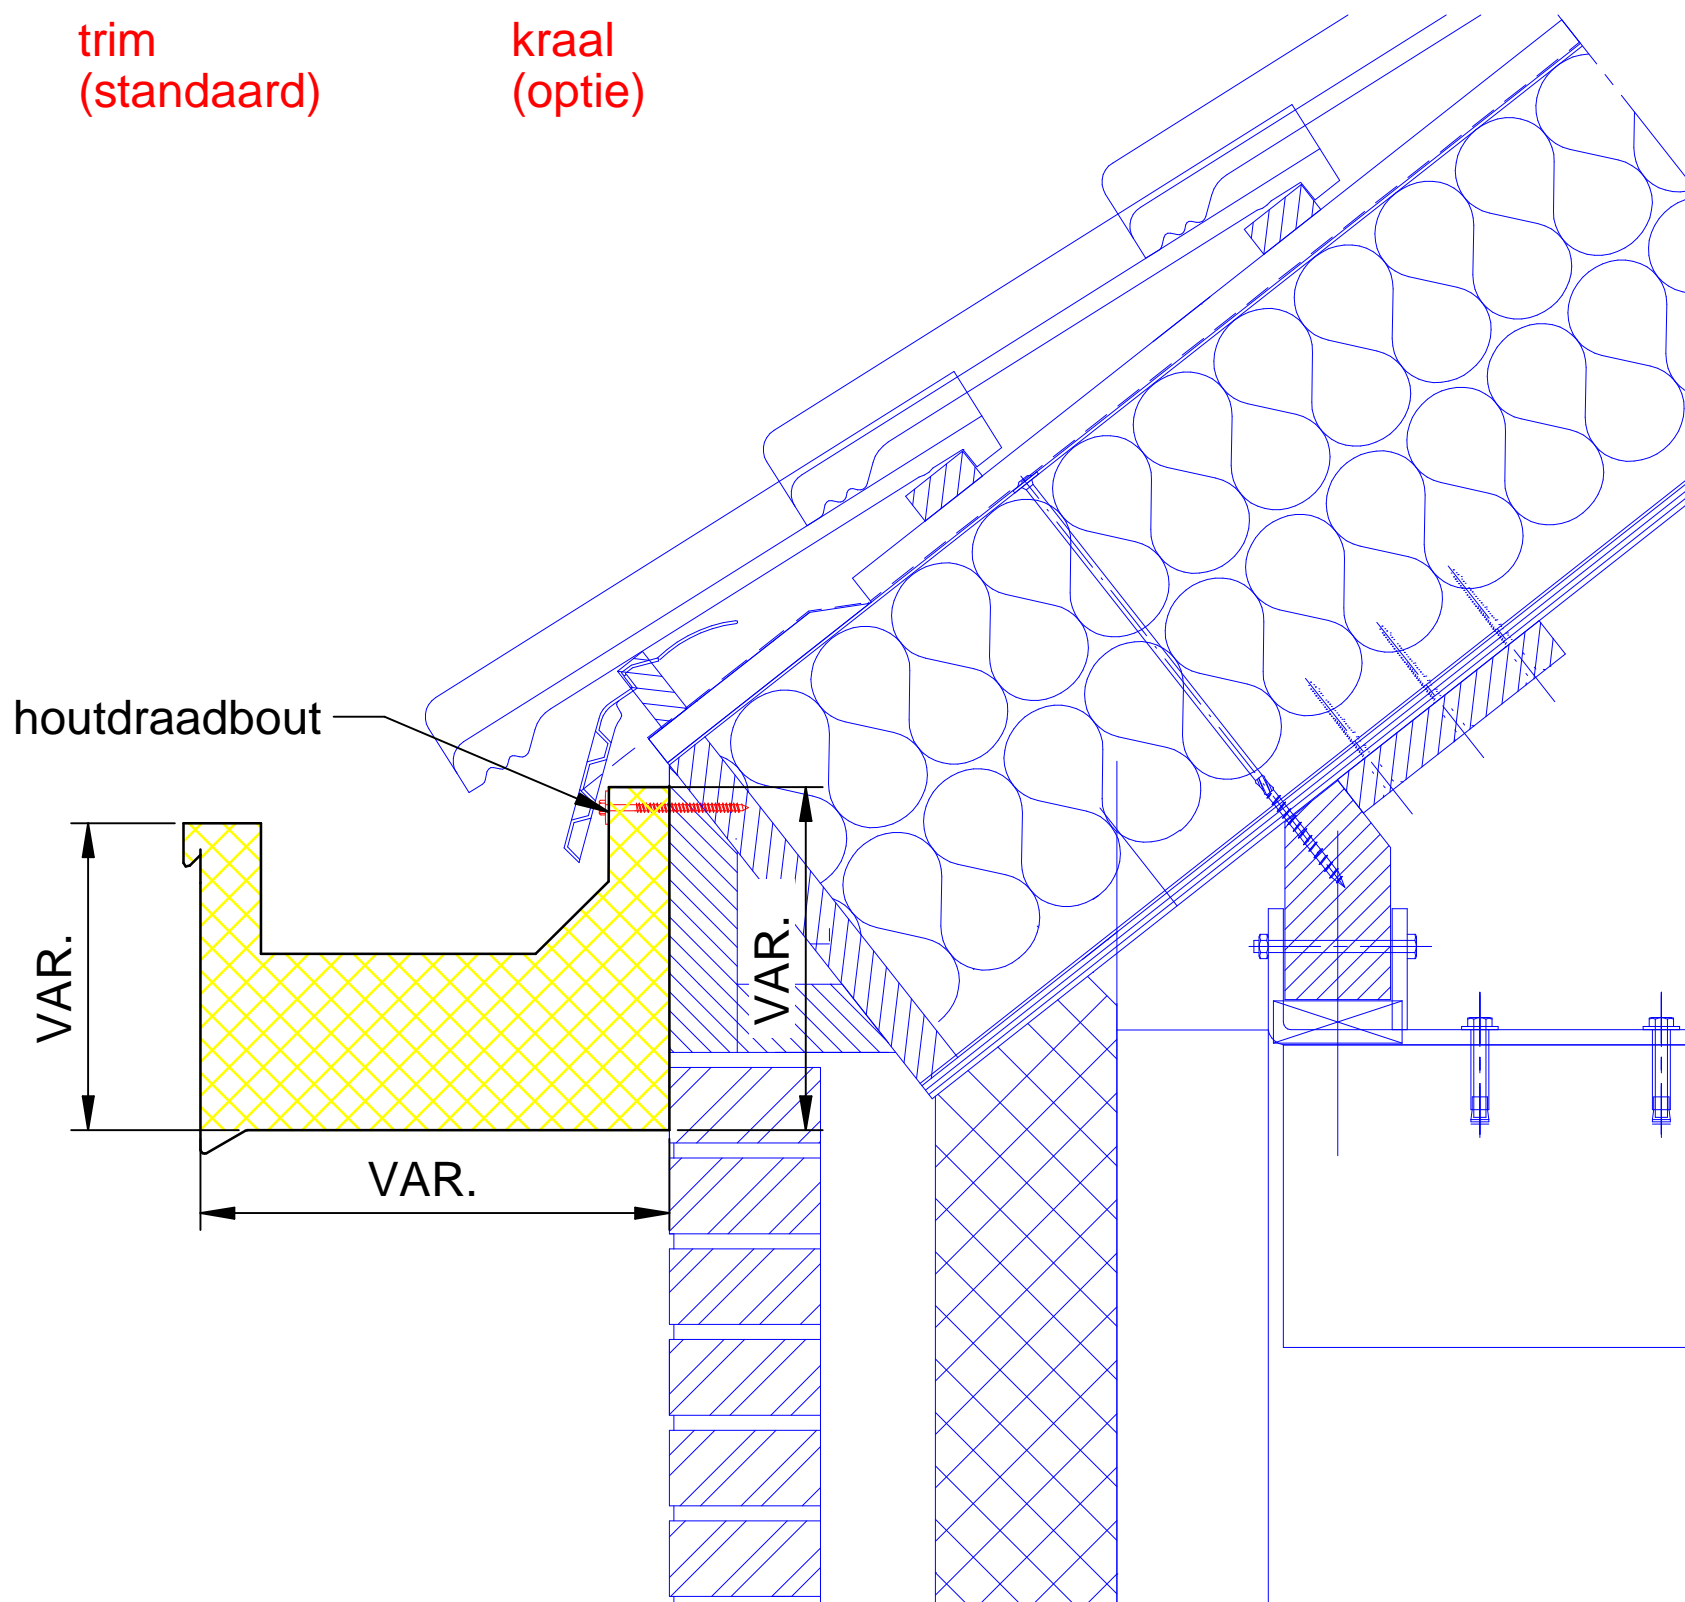 trim
(standaard)
kraal
(optie)
houtdraadbout
VAR.
VAR.
VAR.